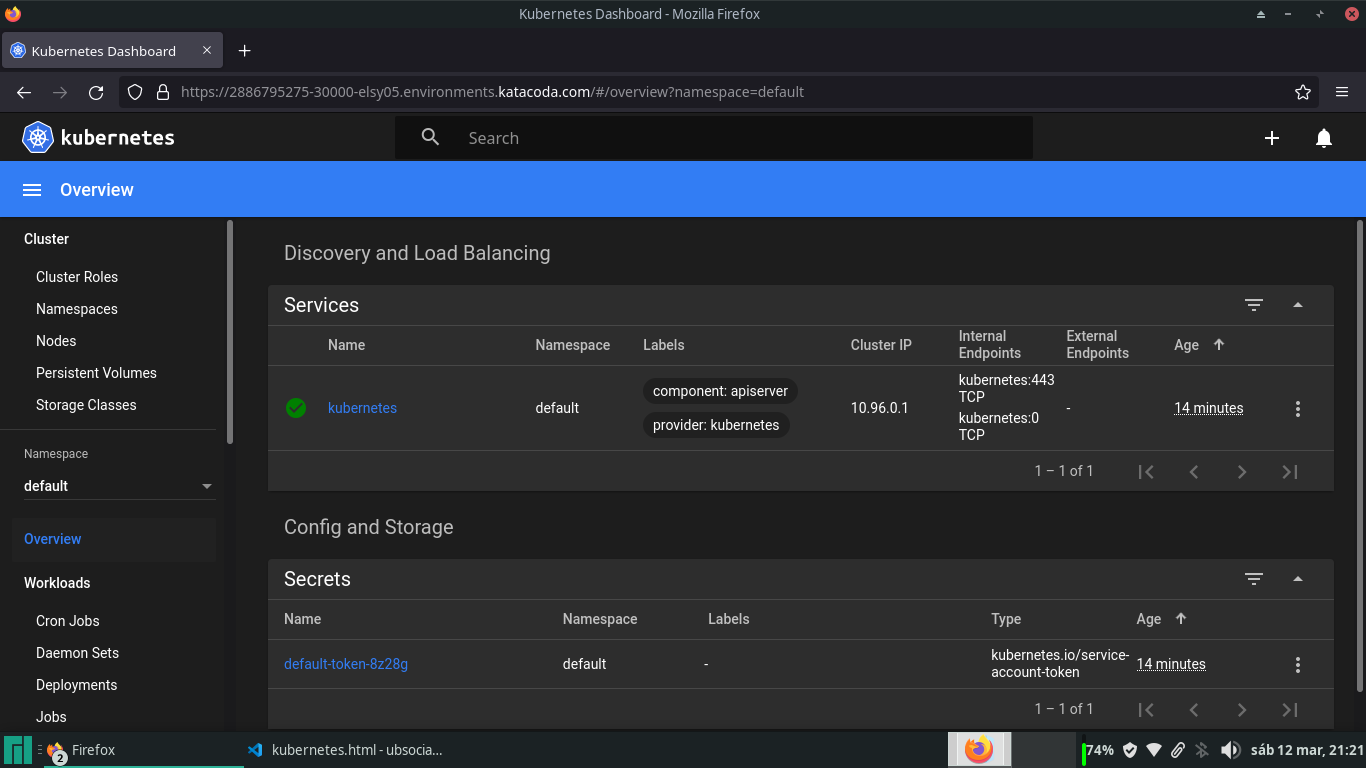 Kubernetes Dashboard - Mozilla Firefox
Kubernetes Dashboard
https://2886795275-30000-elsy05.environments.katacoda.com/#/overview?namespace=default
kubernetes
Search
Overview
Cluster
Cluster Roles
Namespaces
Nodes
Persistent Volumes
Storage Classes
Namespace
default
Overview
Workloads
Cron Jobs
Daemon Sets
Deployments
Jobs
Discovery and Load Balancing
Services
Name Namespace Labels Cluster IP Internal Endpoints External Endpoints Age
kubernetes default component: apiserver provider: kubernetes 10.96.0.1 kubernetes:443 TCP kubernetes:0 TCP - 14 minutes
1 – 1 of 1
Config and Storage
Secrets
Name Namespace Labels Type Age
default-token-8z28g default - kubernetes.io/service-account-token 14 minutes
1 – 1 of 1
Firefox
2
kubernetes.html - ubsocia...
74%
sáb 12 mar, 21:21